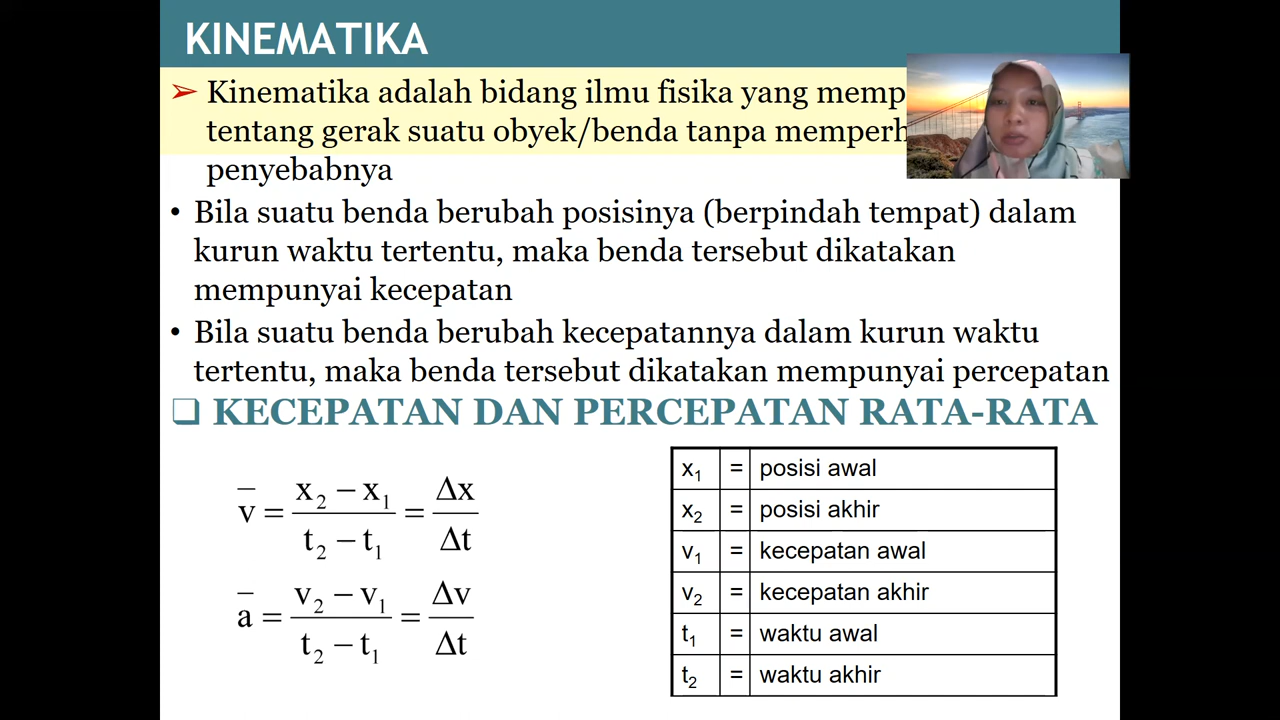 KINEMATIKA
➢ Kinematika adalah bidang ilmu fisika yang
tentang gerak suatu obyek/benda tanpa
penyebabnya
• Bila suatu benda berubah posisinya (berpindah tempat) dalam
kurun waktu tertentu, maka benda tersebut dikatakan
mempunyai kecepatan
• Bila suatu benda berubah kecepatannya dalam kurun waktu
tertentu, maka benda tersebut dikatakan mempunyai percepatan
❑ KECEPATAN DAN PERCEPATAN RATA-RATA
v̅ = (x₂ − x₁)/(t₂ − t₁) = Δx/Δt
a̅ = (v₂ − v₁)/(t₂ − t₁) = Δv/Δt
x₁ = posisi awal
x₂ = posisi akhir
v₁ = kecepatan awal
v₂ = kecepatan akhir
t₁ = waktu awal
t₂ = waktu akhir